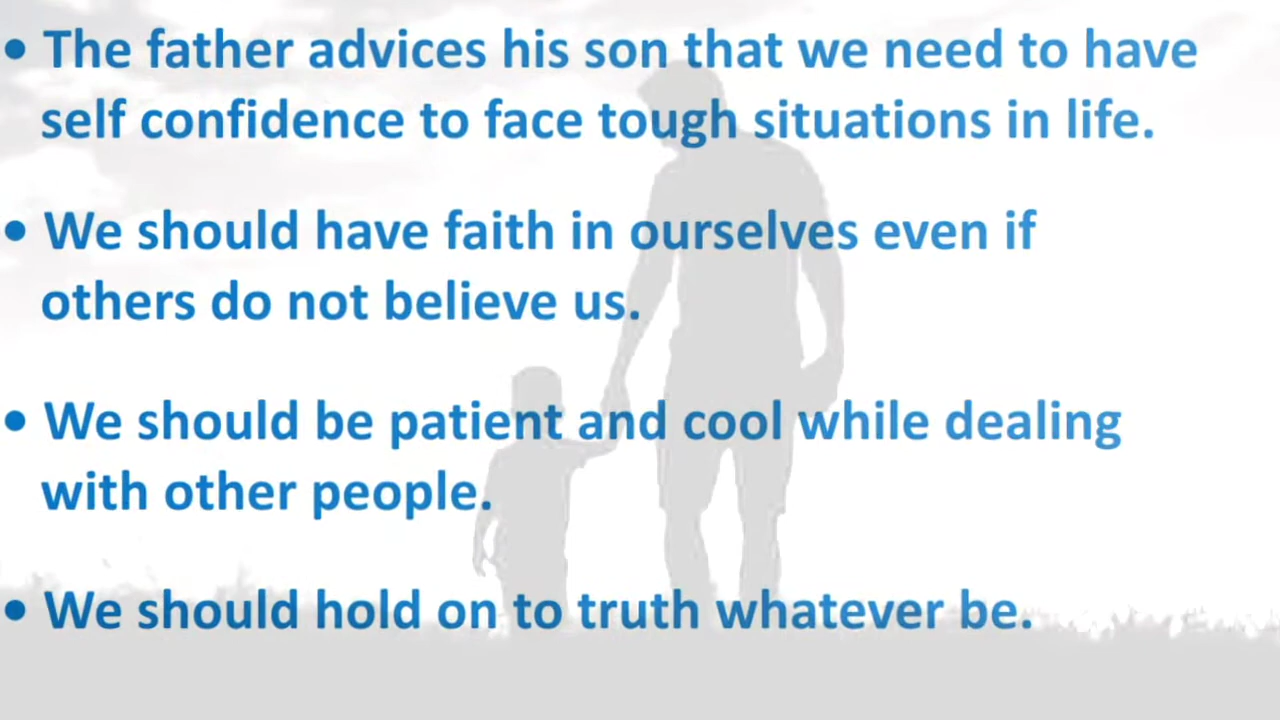 • The father advices his son that we need to have
self confidence to face tough situations in life.
• We should have faith in ourselves even if
others do not believe us.
• We should be patient and cool while dealing
with other people.
• We should hold on to truth whatever be.